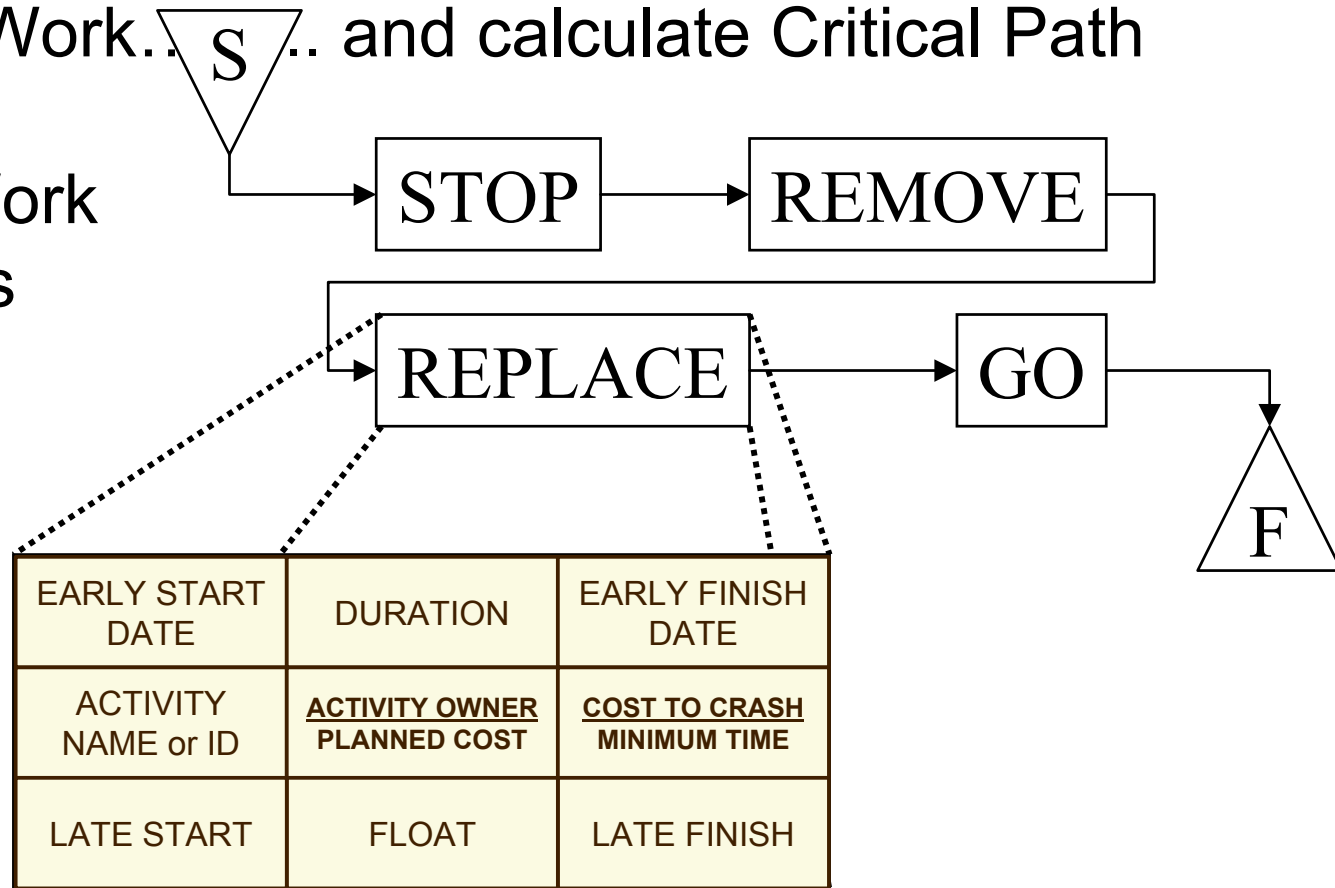 Work…
S
.. and calculate Critical Path
ork
s
STOP
REMOVE
REPLACE
GO
F
EARLY START
DATE
DURATION
EARLY FINISH
DATE
ACTIVITY
NAME or ID
ACTIVITY OWNER
PLANNED COST
COST TO CRASH
MINIMUM TIME
LATE START
FLOAT
LATE FINISH